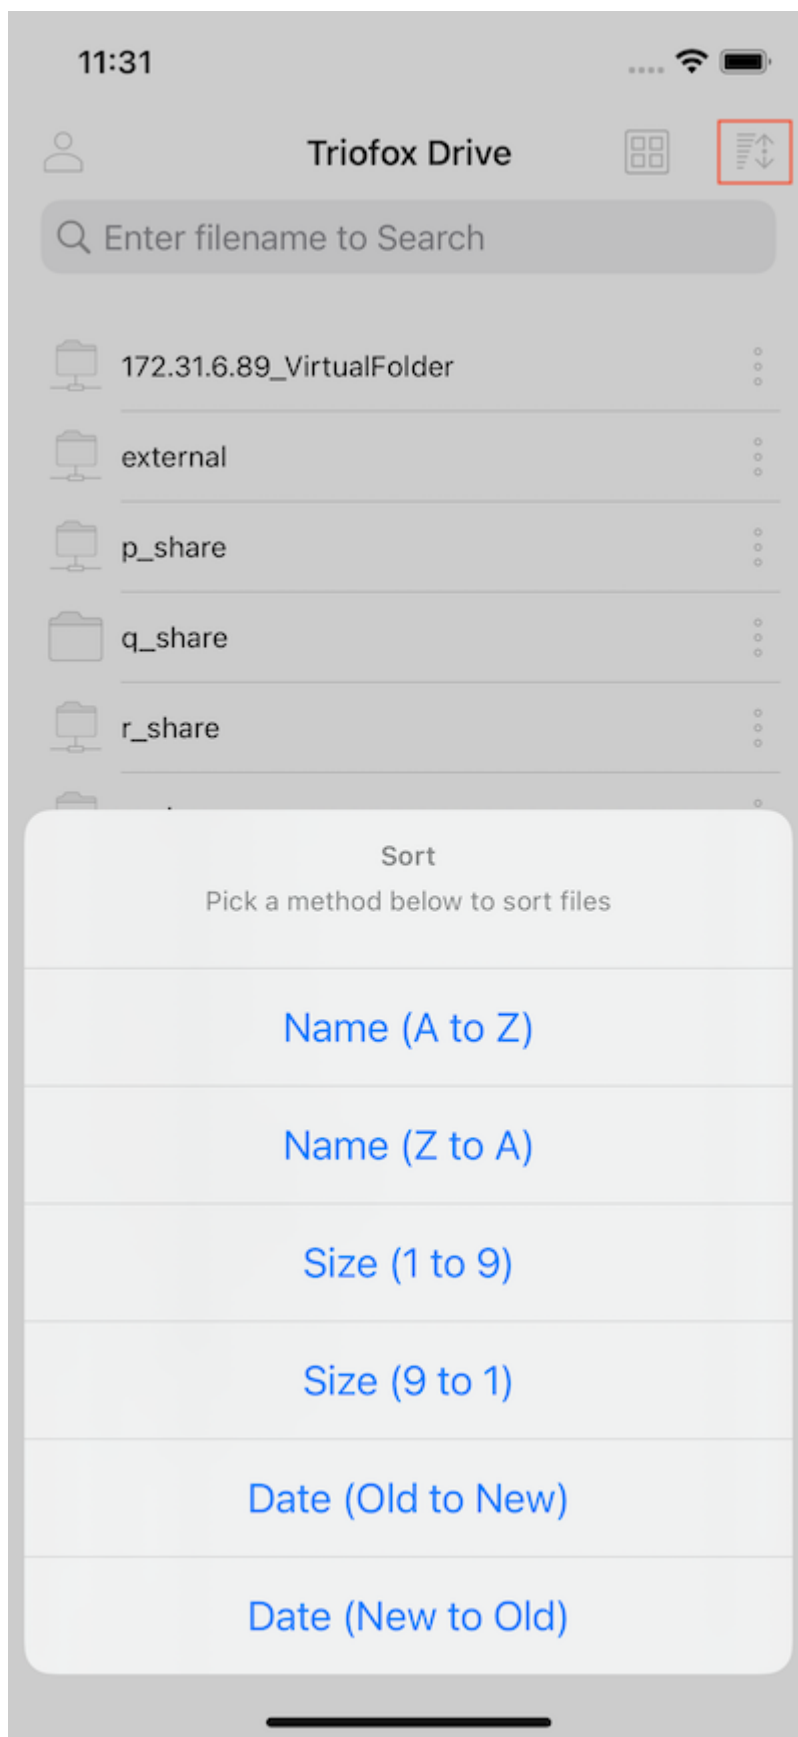 11:31
Triofox Drive
Enter filename to Search
172.31.6.89_VirtualFolder
external
p_share
q_share
r_share
Sort
Pick a method below to sort files
Name (A to Z)
Name (Z to A)
Size (1 to 9)
Size (9 to 1)
Date (Old to New)
Date (New to Old)